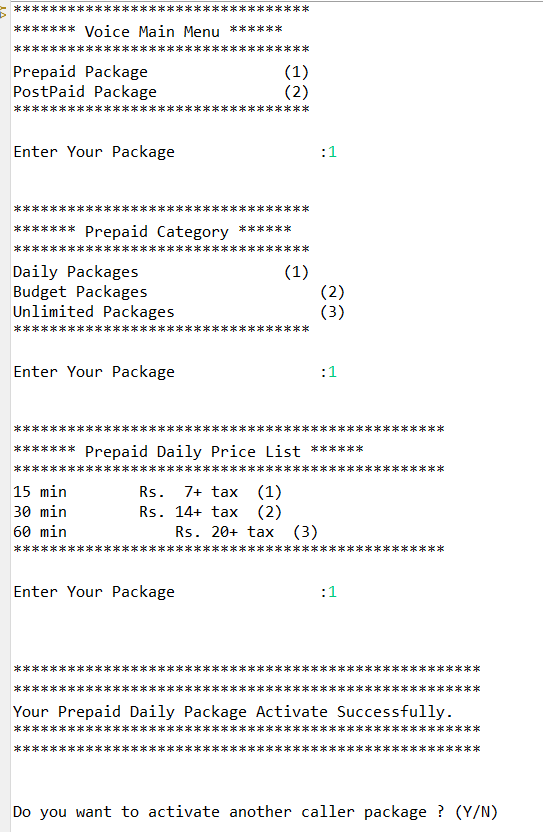 *********************************
******* Voice Main Menu ******
*********************************
Prepaid Package               (1)
PostPaid Package              (2)
*********************************
Enter Your Package                :1
*********************************
******* Prepaid Category ******
*********************************
Daily Packages                (1)
Budget Packages                   (2)
Unlimited Packages                (3)
*********************************
Enter Your Package                :1
************************************************
******* Prepaid Daily Price List ******
************************************************
15 min        Rs.  7+ tax  (1)
30 min        Rs. 14+ tax  (2)
60 min            Rs. 20+ tax  (3)
************************************************
Enter Your Package                :1
****************************************************
****************************************************
Your Prepaid Daily Package Activate Successfully.
****************************************************
****************************************************
Do you want to activate another caller package ? (Y/N)